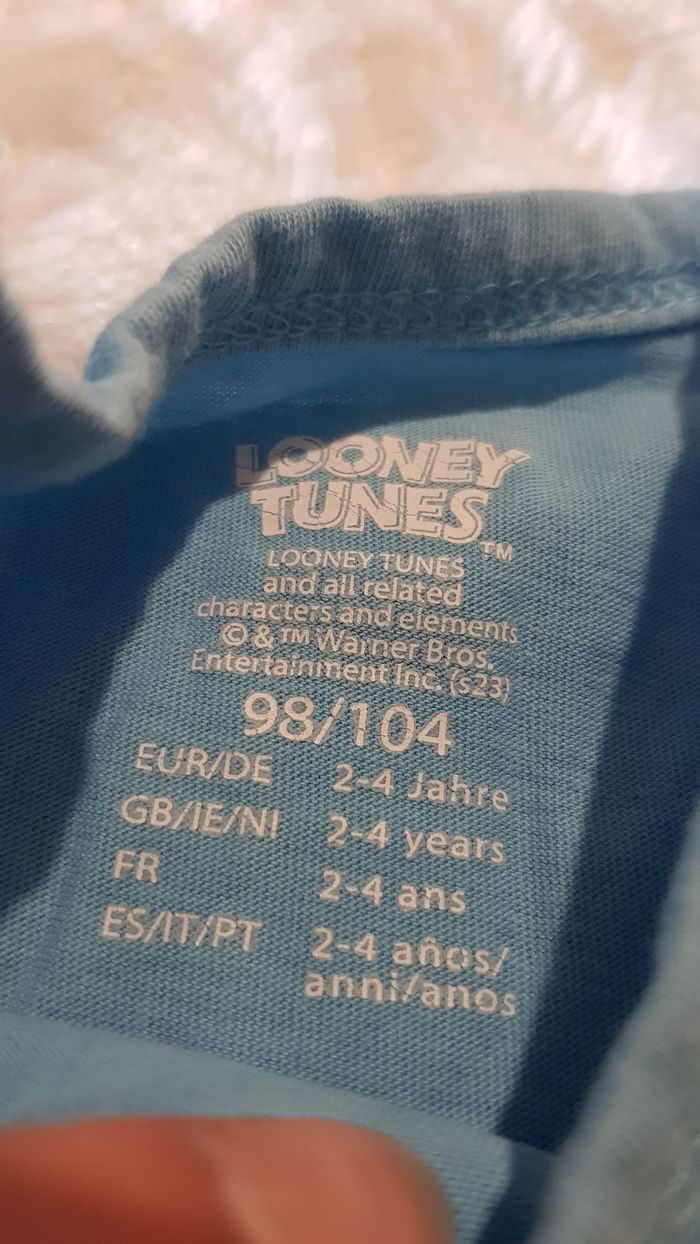 LOONEY
TUNES
™
LOONEY TUNES
and all related
characters and elements
© & ™ Warner Bros.
Entertainment Inc. (s23)
98/104
EUR/DE 2-4 Jahre
GB/IE/NI 2-4 years
FR 2-4 ans
ES/IT/PT 2-4 años/
anni/anos